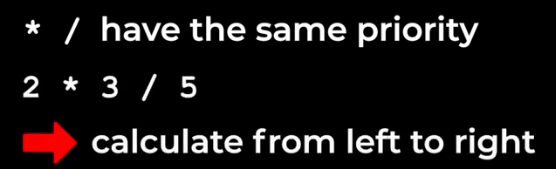 * / have the same priority
2 * 3 / 5
calculate from left to right